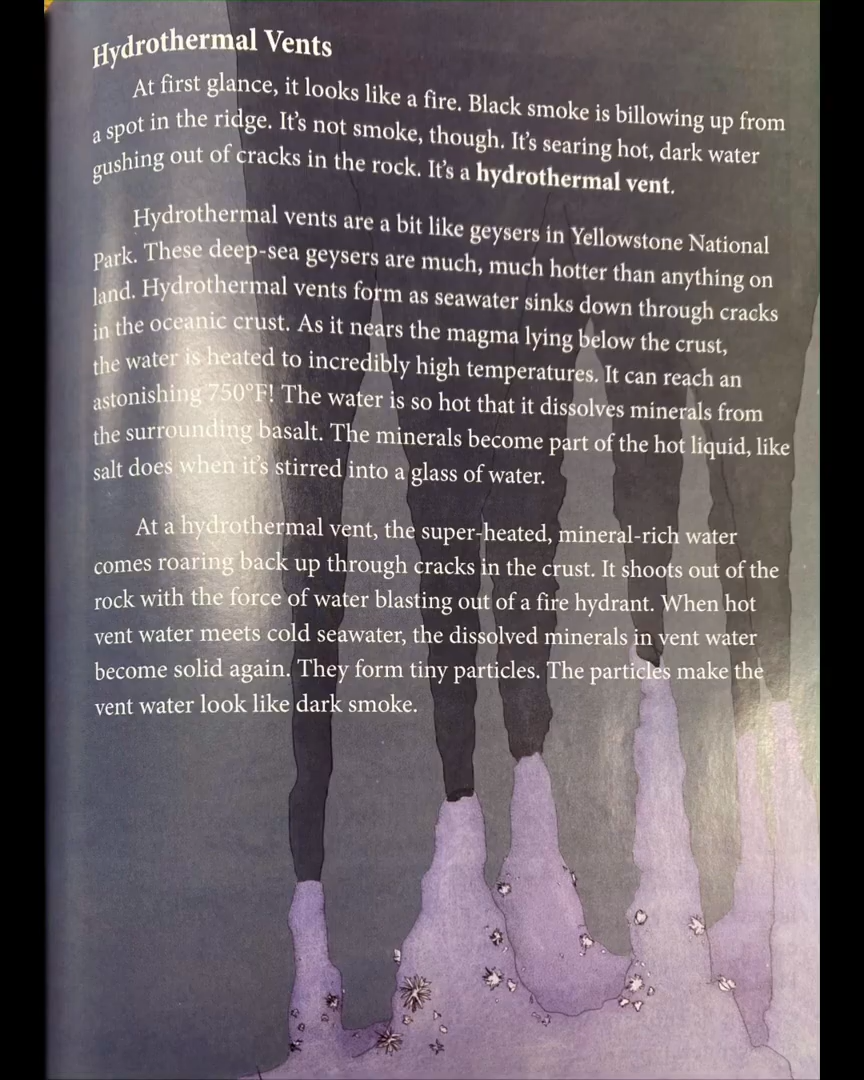 Hydrothermal Vents
At first glance, it looks like a fire. Black smoke is billowing up from
a spot in the ridge. It's not smoke, though. It's searing hot, dark water
gushing out of cracks in the rock. It's a hydrothermal vent.
Hydrothermal vents are a bit like geysers in Yellowstone National
Park. These deep-sea geysers are much, much hotter than anything on
land. Hydrothermal vents form as seawater sinks down through cracks
in the oceanic crust. As it nears the magma lying below the crust,
the water is heated to incredibly high temperatures. It can reach an
astonishing 750°F! The water is so hot that it dissolves minerals from
the surrounding basalt. The minerals become part of the hot liquid, like
salt does when it's stirred into a glass of water.
At a hydrothermal vent, the super-heated, mineral-rich water
comes roaring back up through cracks in the crust. It shoots out of the
rock with the force of water blasting out of a fire hydrant. When hot
vent water meets cold seawater, the dissolved minerals in vent water
become solid again. They form tiny particles. The particles make the
vent water look like dark smoke.